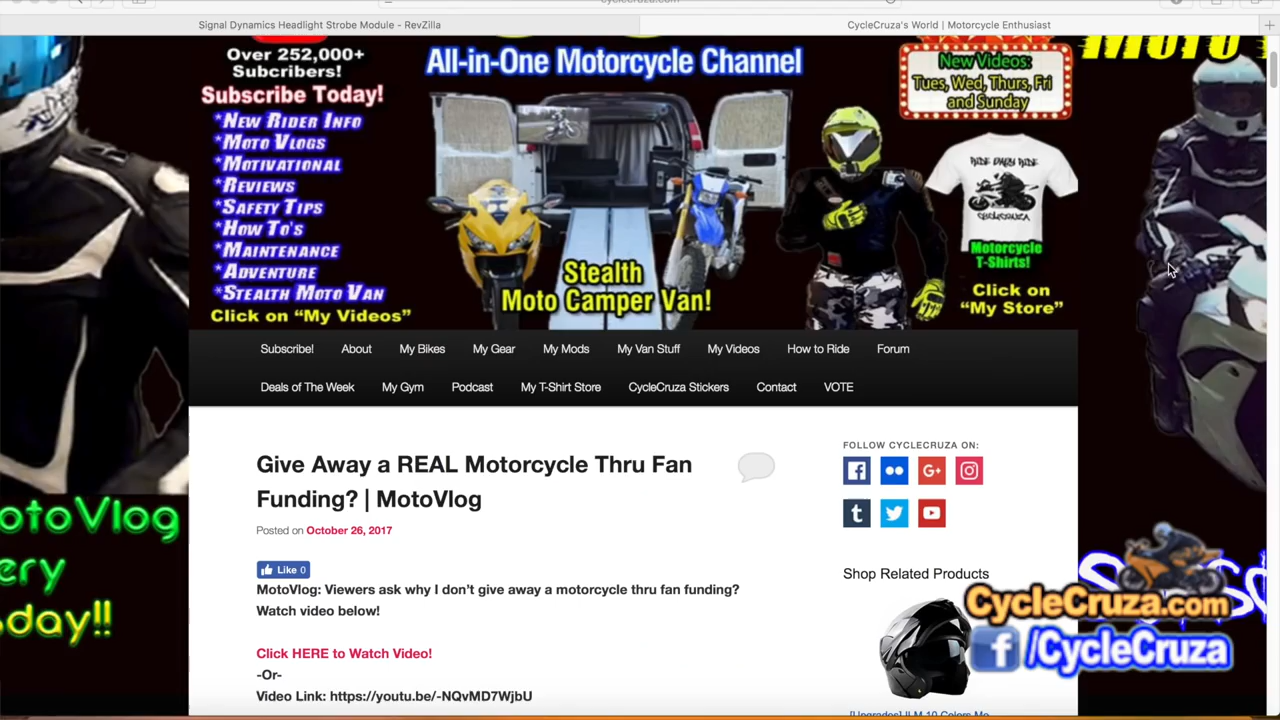 cyclecruza.com
Signal Dynamics Headlight Strobe Module - RevZilla
CycleCruza's World | Motorcycle Enthusiast
Over 252,000+
Subcribers!
Subscribe Today!
*New Rider Info
*Moto Vlogs
*Motivational
*Reviews
*Safety Tips
*How To's
*Maintenance
*Adventure
*Stealth Moto Van
Click on "My Videos"
All-in-One Motorcycle Channel
Stealth
Moto Camper Van!
New Videos:
Tues, Wed, Thurs, Fri
and Sunday
RIDE EVERY RIDE
CYCLECRUZA
Motorcycle
T-Shirts!
Click on
"My Store"
Subscribe! About My Bikes My Gear My Mods My Van Stuff My Videos How to Ride Forum
Deals of The Week My Gym Podcast My T-Shirt Store CycleCruza Stickers Contact VOTE
Give Away a REAL Motorcycle Thru Fan
Funding? | MotoVlog
Posted on October 26, 2017
Like 0
MotoVlog: Viewers ask why I don't give away a motorcycle thru fan funding?
Watch video below!
Click HERE to Watch Video!
-Or-
Video Link: https://youtu.be/-NQvMD7WjbU
FOLLOW CYCLECRUZA ON:
Shop Related Products
CycleCruza.com
f /CycleCruza
otoVlog
ery
day!!